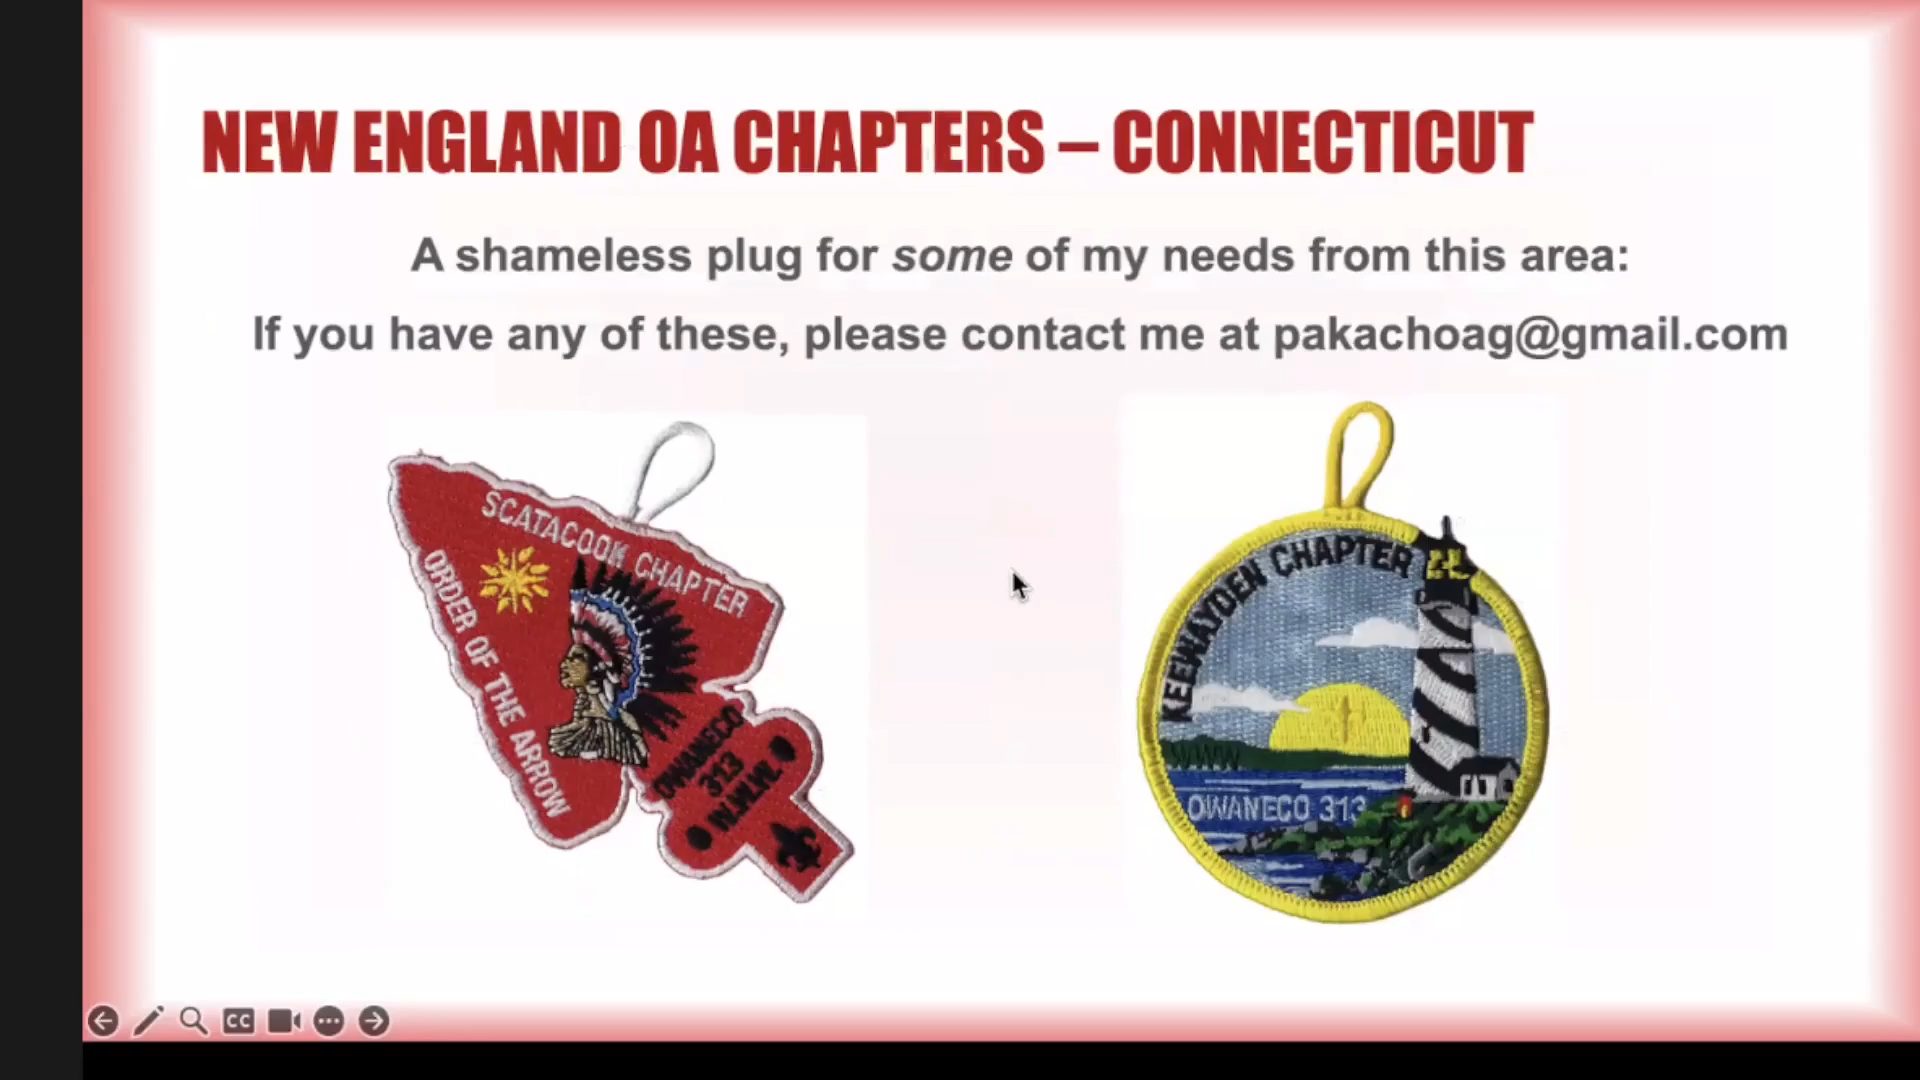 NEW ENGLAND OA CHAPTERS – CONNECTICUT
A shameless plug for some of my needs from this area:
If you have any of these, please contact me at pakachoag@gmail.com
SCATACOOK CHAPTER
ORDER OF THE ARROW
OWANECO
313
W.W.W.
KEEWAYDEN CHAPTER
WWW
OWANECO 313
CC